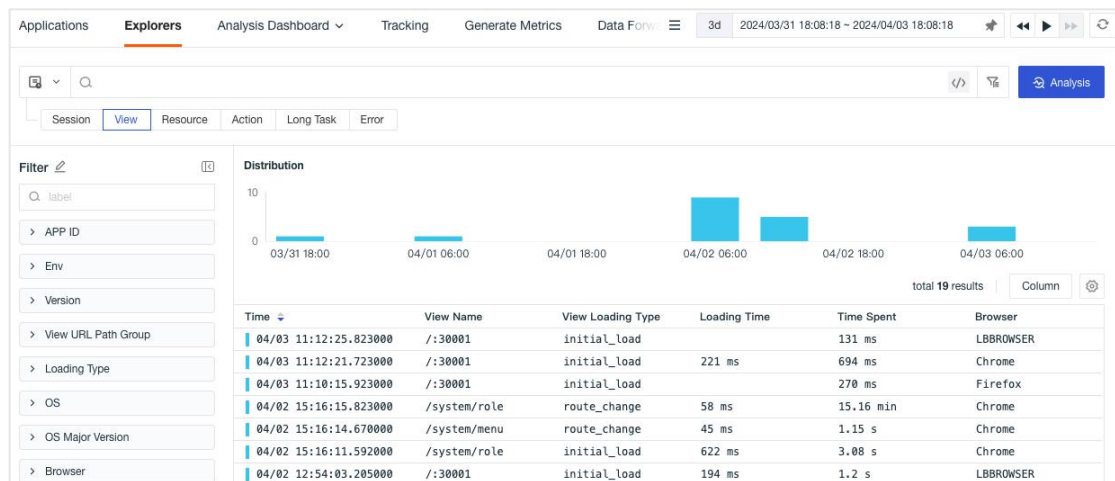 Applications Explorers Analysis Dashboard Tracking Generate Metrics Data Forw 3d 2024/03/31 18:08:18 ~ 2024/04/03 18:08:18
</> Analysis
Session View Resource Action Long Task Error
Filter
label
APP ID
Env
Version
View URL Path Group
Loading Type
OS
OS Major Version
Browser
Distribution
10
0
03/31 18:00 04/01 06:00 04/01 18:00 04/02 06:00 04/02 18:00 04/03 06:00
total 19 results Column
Time View Name View Loading Type Loading Time Time Spent Browser
04/03 11:12:25.823000 /:30001 initial_load 131 ms LBBROWSER
04/03 11:12:21.723000 /:30001 initial_load 221 ms 694 ms Chrome
04/03 11:10:15.923000 /:30001 initial_load 270 ms Firefox
04/02 15:16:15.823000 /system/role route_change 58 ms 15.16 min Chrome
04/02 15:16:14.670000 /system/menu route_change 45 ms 1.15 s Chrome
04/02 15:16:11.592000 /system/role initial_load 622 ms 3.08 s Chrome
04/02 12:54:03.205000 /:30001 initial_load 194 ms 1.2 s LBBROWSER